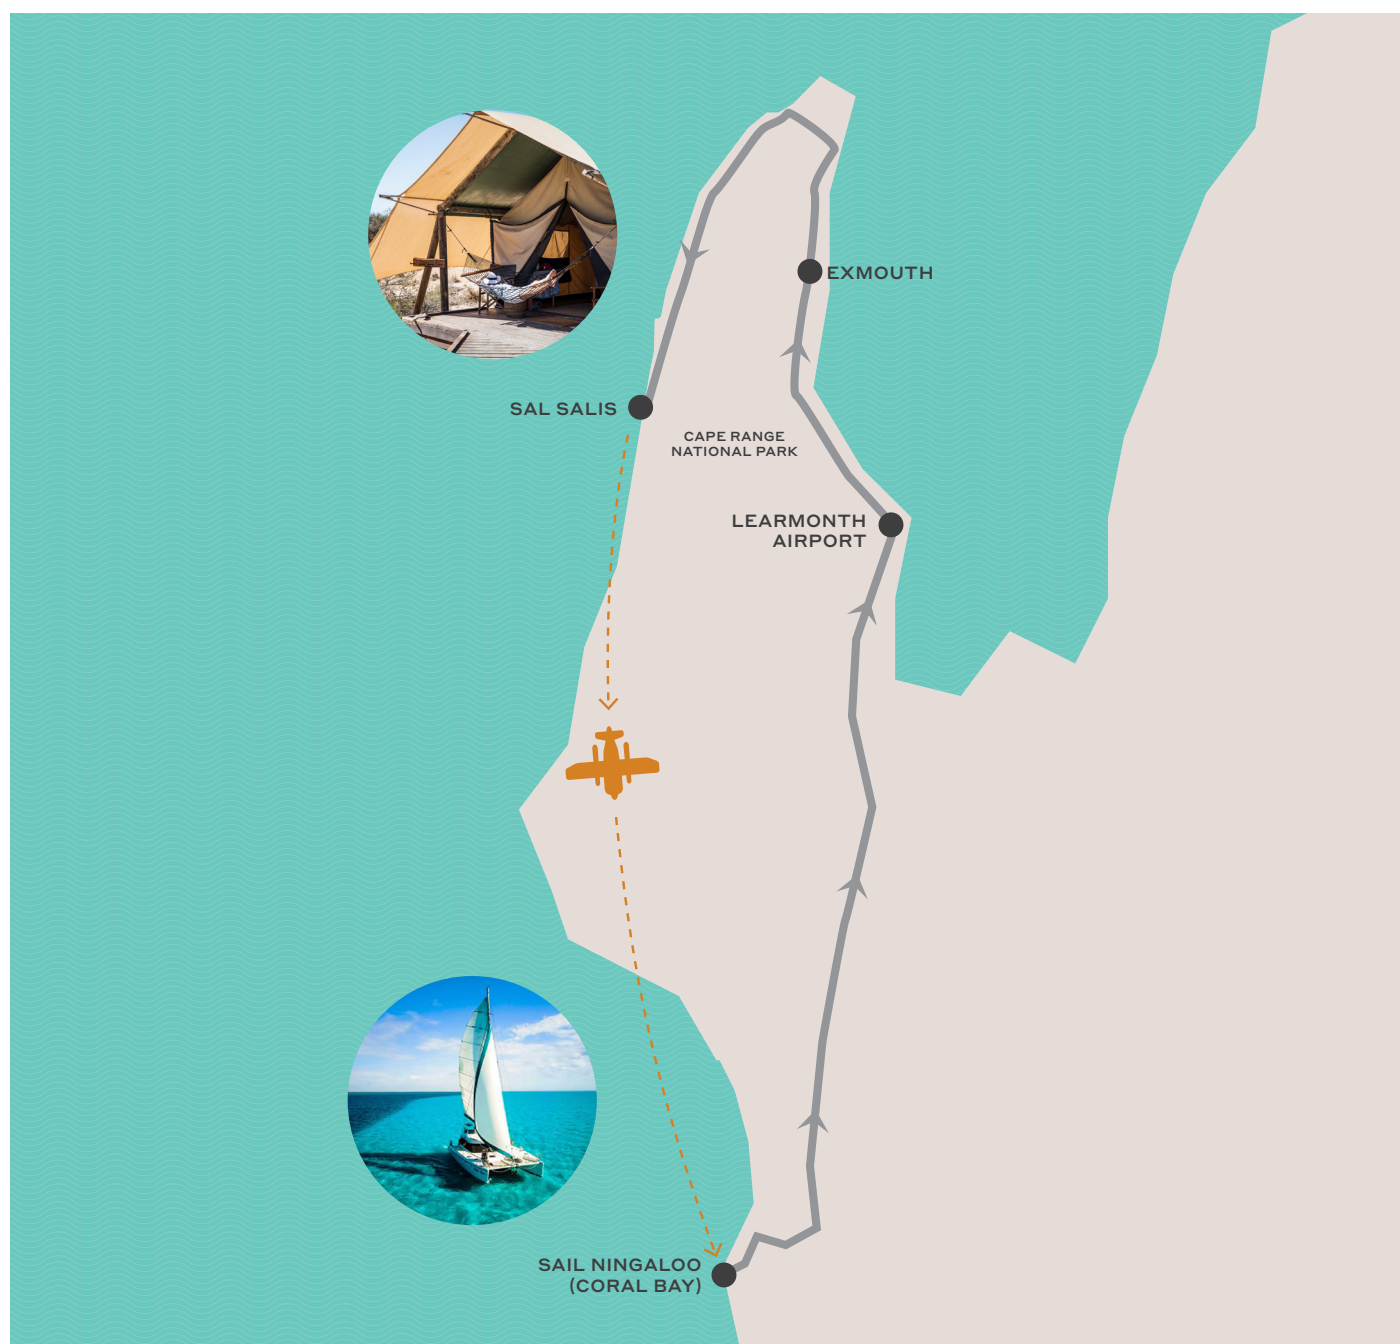 EXMOUTH
SAL SALIS
CAPE RANGE
NATIONAL PARK
LEARMONTH
AIRPORT
SAIL NINGALOO
(CORAL BAY)